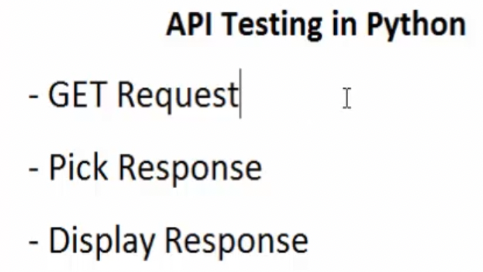 API Testing in Python
- GET Request
- Pick Response
- Display Response